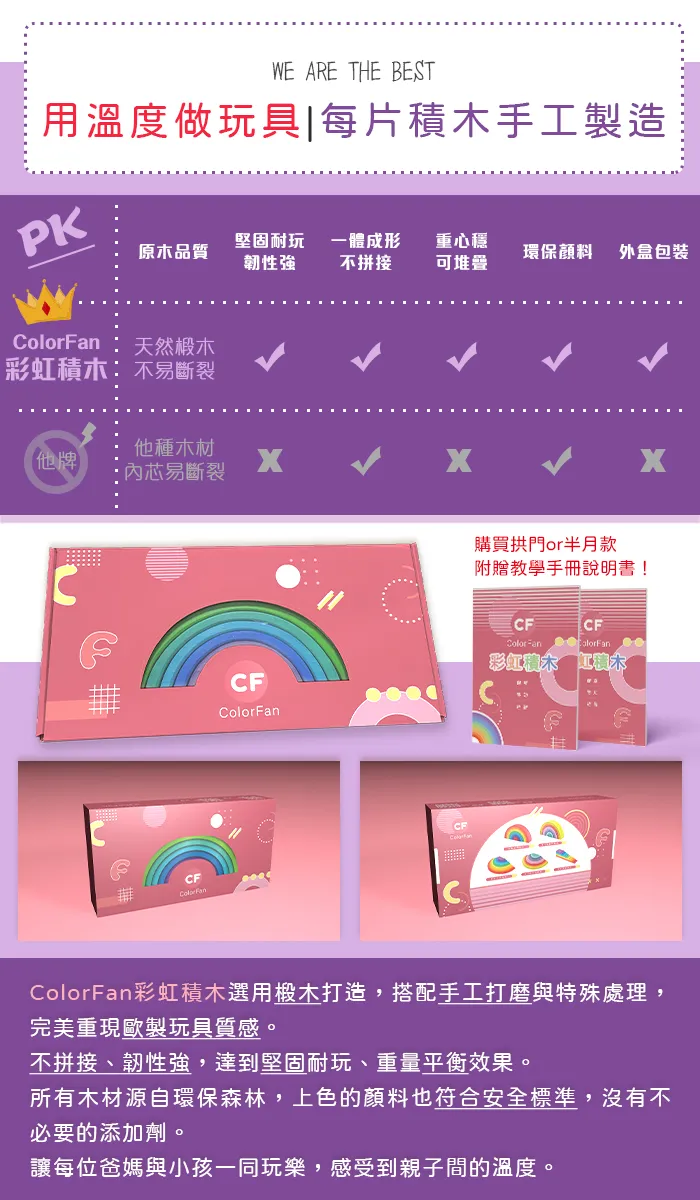 WE ARE THE BEST
用溫度做玩具|每片積木手工製造
PK
原木品質
堅固耐玩
韌性強
一體成形
不拼接
重心穩
可堆疊
環保顏料
外盒包裝
ColorFan
彩虹積木
天然椴木
不易斷裂
他牌
他種木材
內芯易斷裂
購買拱門or半月款
附贈教學手冊說明書！
CF
ColorFan
CF
ColorFan
彩虹積木
CF
ColorFan
虹積木
CF
ColorFan
CF
ColorFan
ColorFan彩虹積木選用椴木打造，搭配手工打磨與特殊處理，
完美重現歐製玩具質感。
不拼接、韌性強，達到堅固耐玩、重量平衡效果。
所有木材源自環保森林，上色的顏料也符合安全標準，沒有不
必要的添加劑。
讓每位爸媽與小孩一同玩樂，感受到親子間的溫度。